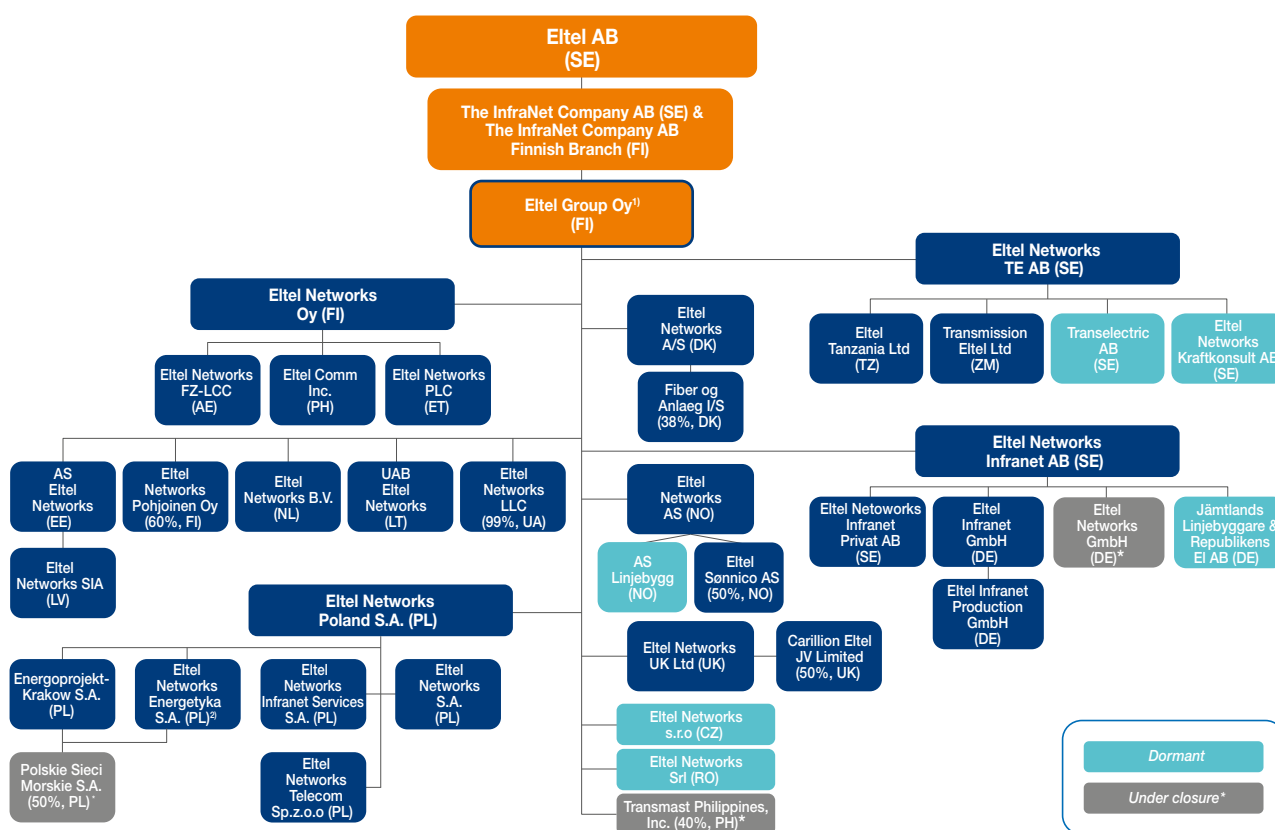 Eltel AB
(SE)
The InfraNet Company AB (SE) &
The InfraNet Company AB
Finnish Branch (FI)
Eltel Group Oy1)
(FI)
Eltel Networks
TE AB (SE)
Eltel
Tanzania Ltd
(TZ)
Transmission
Eltel Ltd
(ZM)
Transelectric
AB
(SE)
Eltel
Networks
Kraftkonsult AB
(SE)
Eltel Networks
Oy (FI)
Eltel Networks
FZ-LCC
(AE)
Eltel Comm
Inc.
(PH)
Eltel Networks
PLC
(ET)
Eltel
Networks
A/S (DK)
Fiber og
Anlaeg I/S
(38%, DK)
AS
Eltel
Networks
(EE)
Eltel
Networks
Pohjoinen Oy
(60%, FI)
Eltel
Networks B.V.
(NL)
UAB
Eltel
Networks
(LT)
Eltel
Networks
LLC
(99%, UA)
Eltel
Networks SIA
(LV)
Eltel Networks
Infranet AB (SE)
Eltel Netoworks
Infranet
Privat AB
(SE)
Eltel
Infranet
GmbH
(DE)
Eltel
Networks
GmbH
(DE)*
Jämtlands
Linjebyggare &
Republikens
El AB (DE)
Eltel Infranet
Production
GmbH
(DE)
Eltel
Networks
AS (NO)
AS
Linjebygg
(NO)
Eltel
Sønnico AS
(50%, NO)
Eltel Networks
Poland S.A. (PL)
Energoprojekt-
Krakow S.A.
(PL)
Eltel
Networks
Energetyka
S.A. (PL)2)
Eltel
Networks
Infranet Services
S.A. (PL)
Eltel
Networks
S.A.
(PL)
Polskie Sieci
Morskie S.A.
(50%, PL)*
Eltel
Networks
Telecom
Sp.z.o.o (PL)
Eltel Networks
UK Ltd (UK)
Carillion Eltel
JV Limited
(50%, UK)
Eltel Networks
s.r.o (CZ)
Eltel Networks
Srl (RO)
Transmast Philippines,
Inc. (40%, PH)*
Dormant
Under closure*